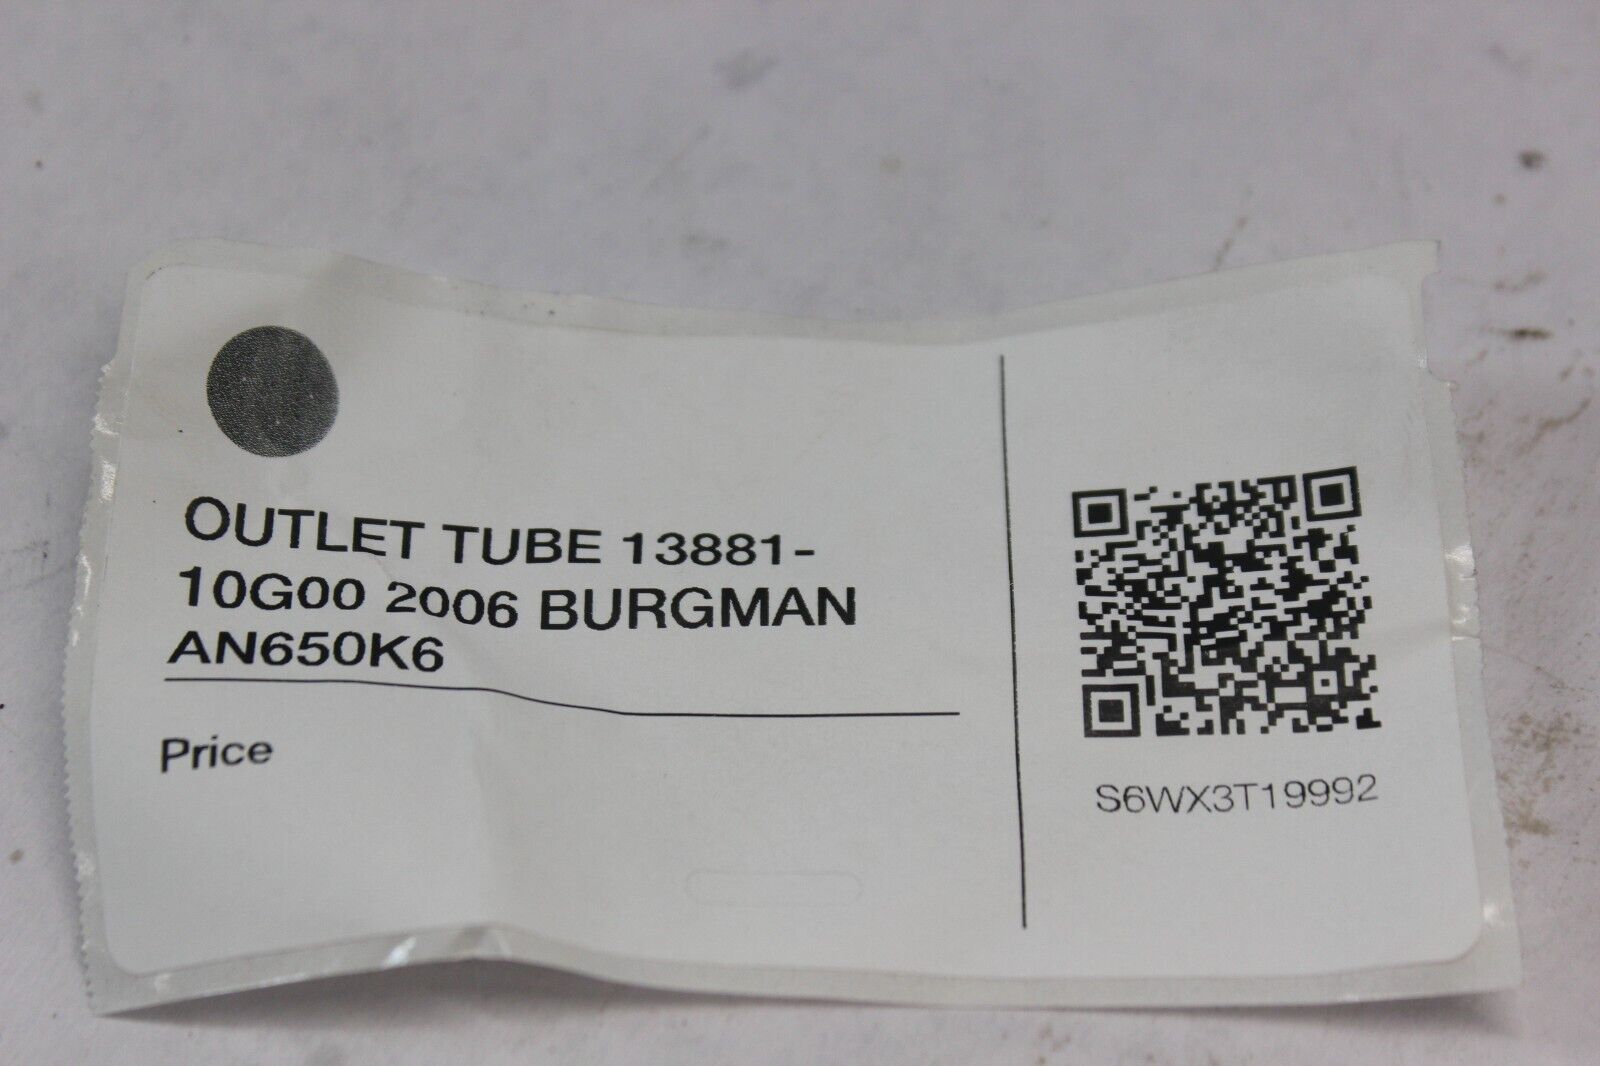 OUTLET TUBE 13881-
10G00 2006 BURGMAN
AN650K6
Price
S6WX3T19992